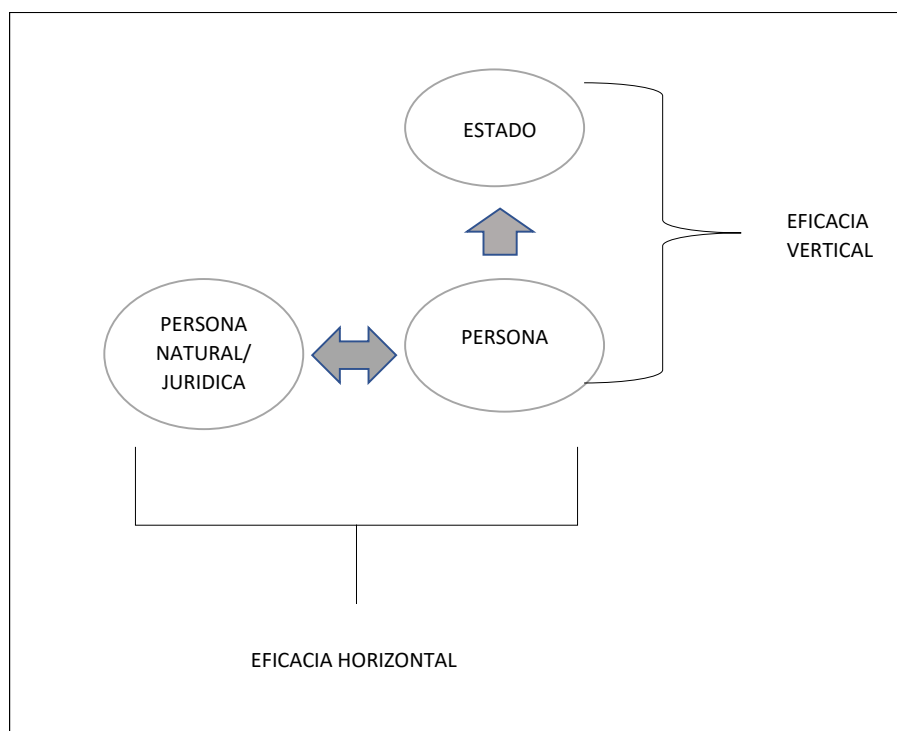 ESTADO
EFICACIA
VERTICAL
PERSONA
NATURAL/
JURIDICA
PERSONA
EFICACIA HORIZONTAL